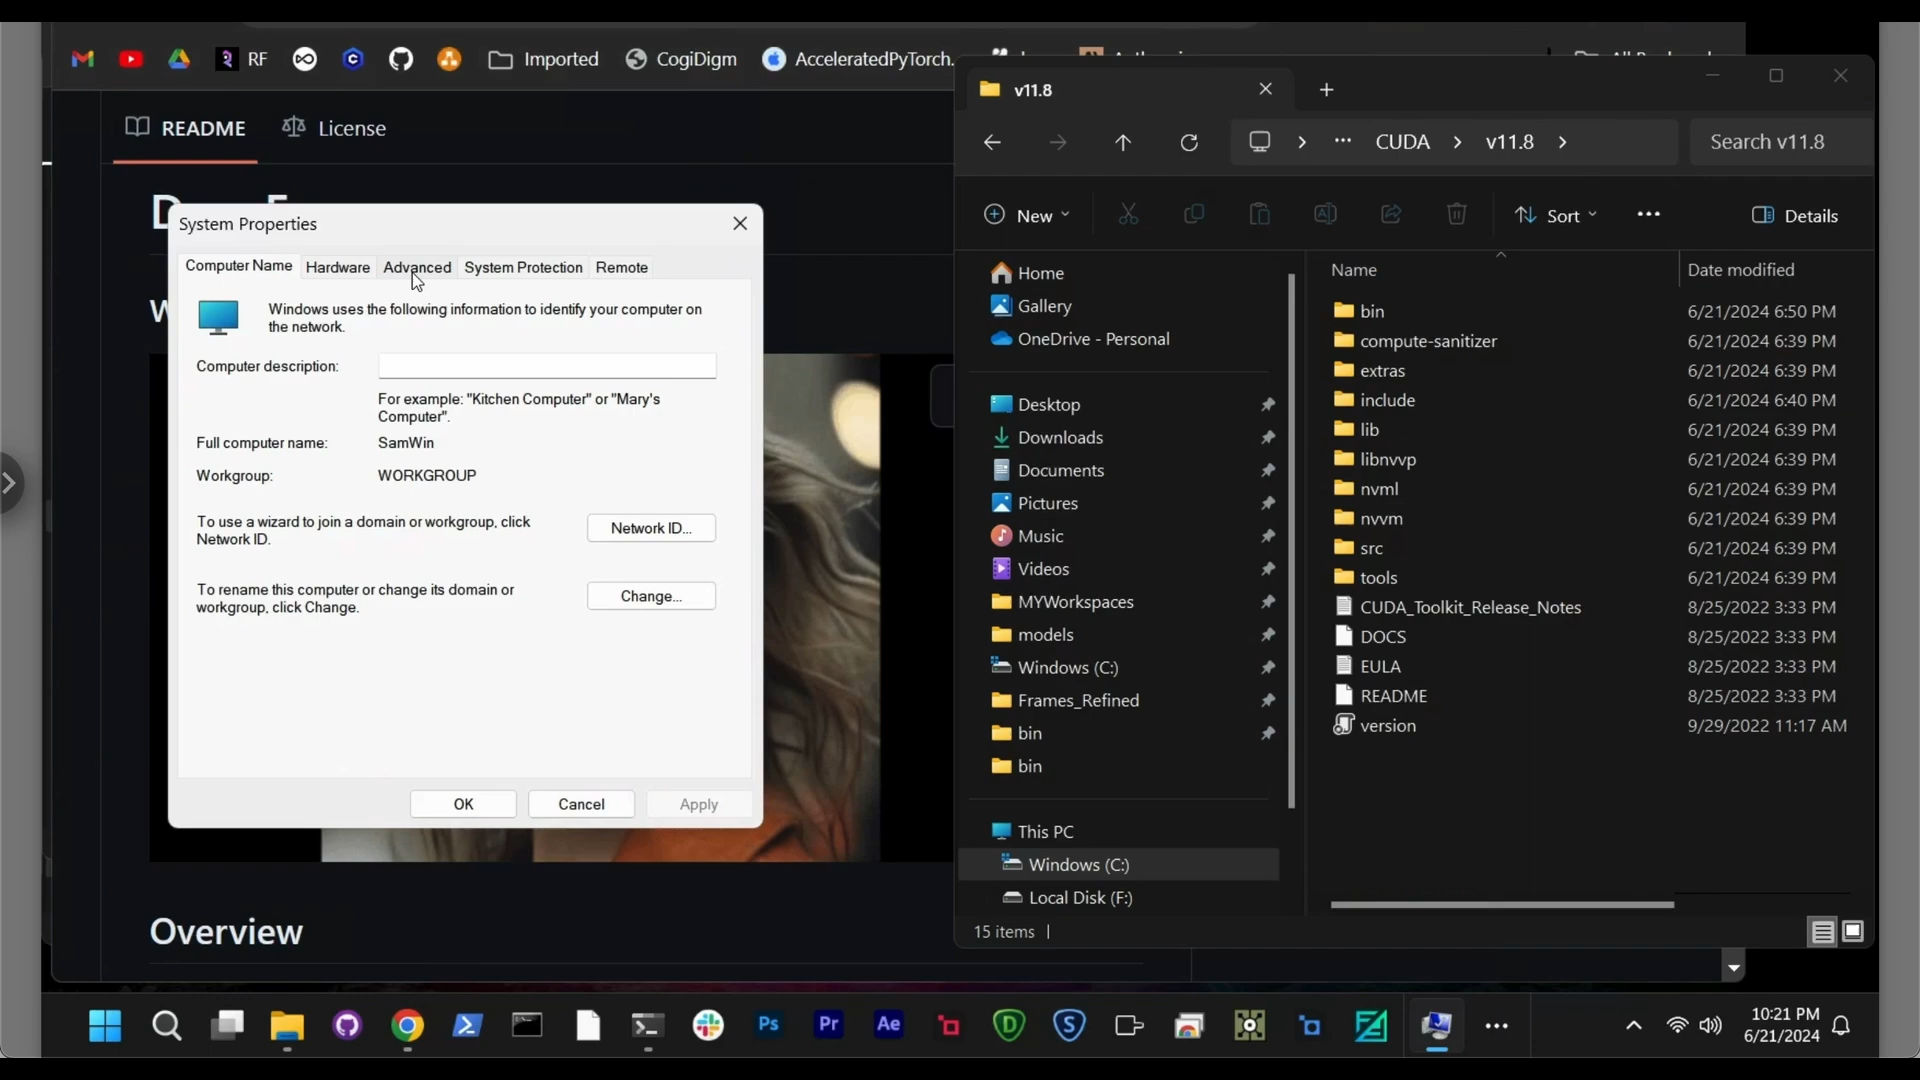 RF
Imported
CogiDigm
AcceleratedPyTorch.
README
License
System Properties
Computer Name
Hardware
Advanced
System Protection
Remote
Windows uses the following information to identify your computer on
the network.
Computer description:
For example: "Kitchen Computer" or "Mary's
Computer".
Full computer name:
SamWin
Workgroup:
WORKGROUP
To use a wizard to join a domain or workgroup, click
Network ID.
Network ID...
To rename this computer or change its domain or
workgroup, click Change.
Change...
OK
Cancel
Apply
Overview
v11.8
CUDA
v11.8
Search v11.8
New
Sort
Details
Home
Gallery
OneDrive - Personal
Desktop
Downloads
Documents
Pictures
Music
Videos
MYWorkspaces
models
Windows (C:)
Frames_Refined
bin
bin
This PC
Windows (C:)
Local Disk (F:)
Name Date modified
bin 6/21/2024 6:50 PM
compute-sanitizer 6/21/2024 6:39 PM
extras 6/21/2024 6:39 PM
include 6/21/2024 6:40 PM
lib 6/21/2024 6:39 PM
libnvvp 6/21/2024 6:39 PM
nvml 6/21/2024 6:39 PM
nvvm 6/21/2024 6:39 PM
src 6/21/2024 6:39 PM
tools 6/21/2024 6:39 PM
CUDA_Toolkit_Release_Notes 8/25/2022 3:33 PM
DOCS 8/25/2022 3:33 PM
EULA 8/25/2022 3:33 PM
README 8/25/2022 3:33 PM
version 9/29/2022 11:17 AM
15 items
Ps
Pr
Ae
D
S
10:21 PM
6/21/2024